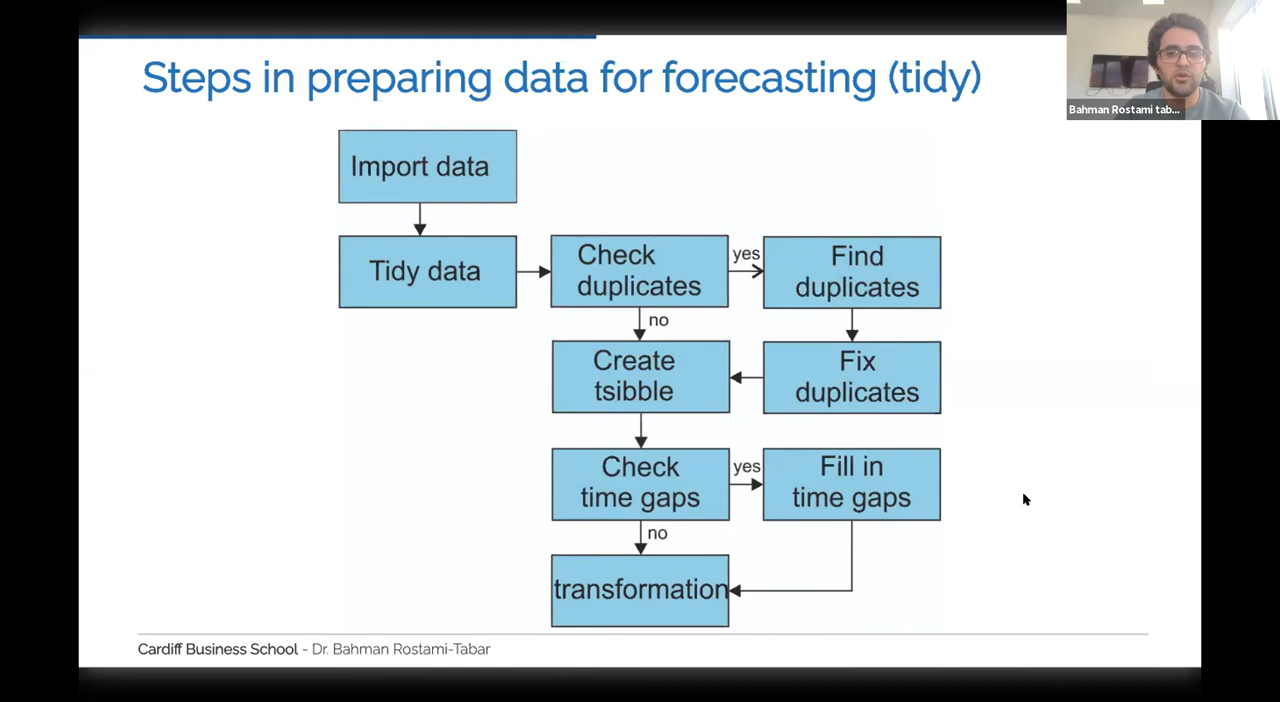 Steps in preparing data for forecasting (tidy)
Bahman Rostami tab...
Import data
Tidy data
Check
duplicates
yes
Find
duplicates
no
Create
tsibble
Fix
duplicates
Check
time gaps
yes
Fill in
time gaps
no
transformation
Cardiff Business School - Dr. Bahman Rostami-Tabar